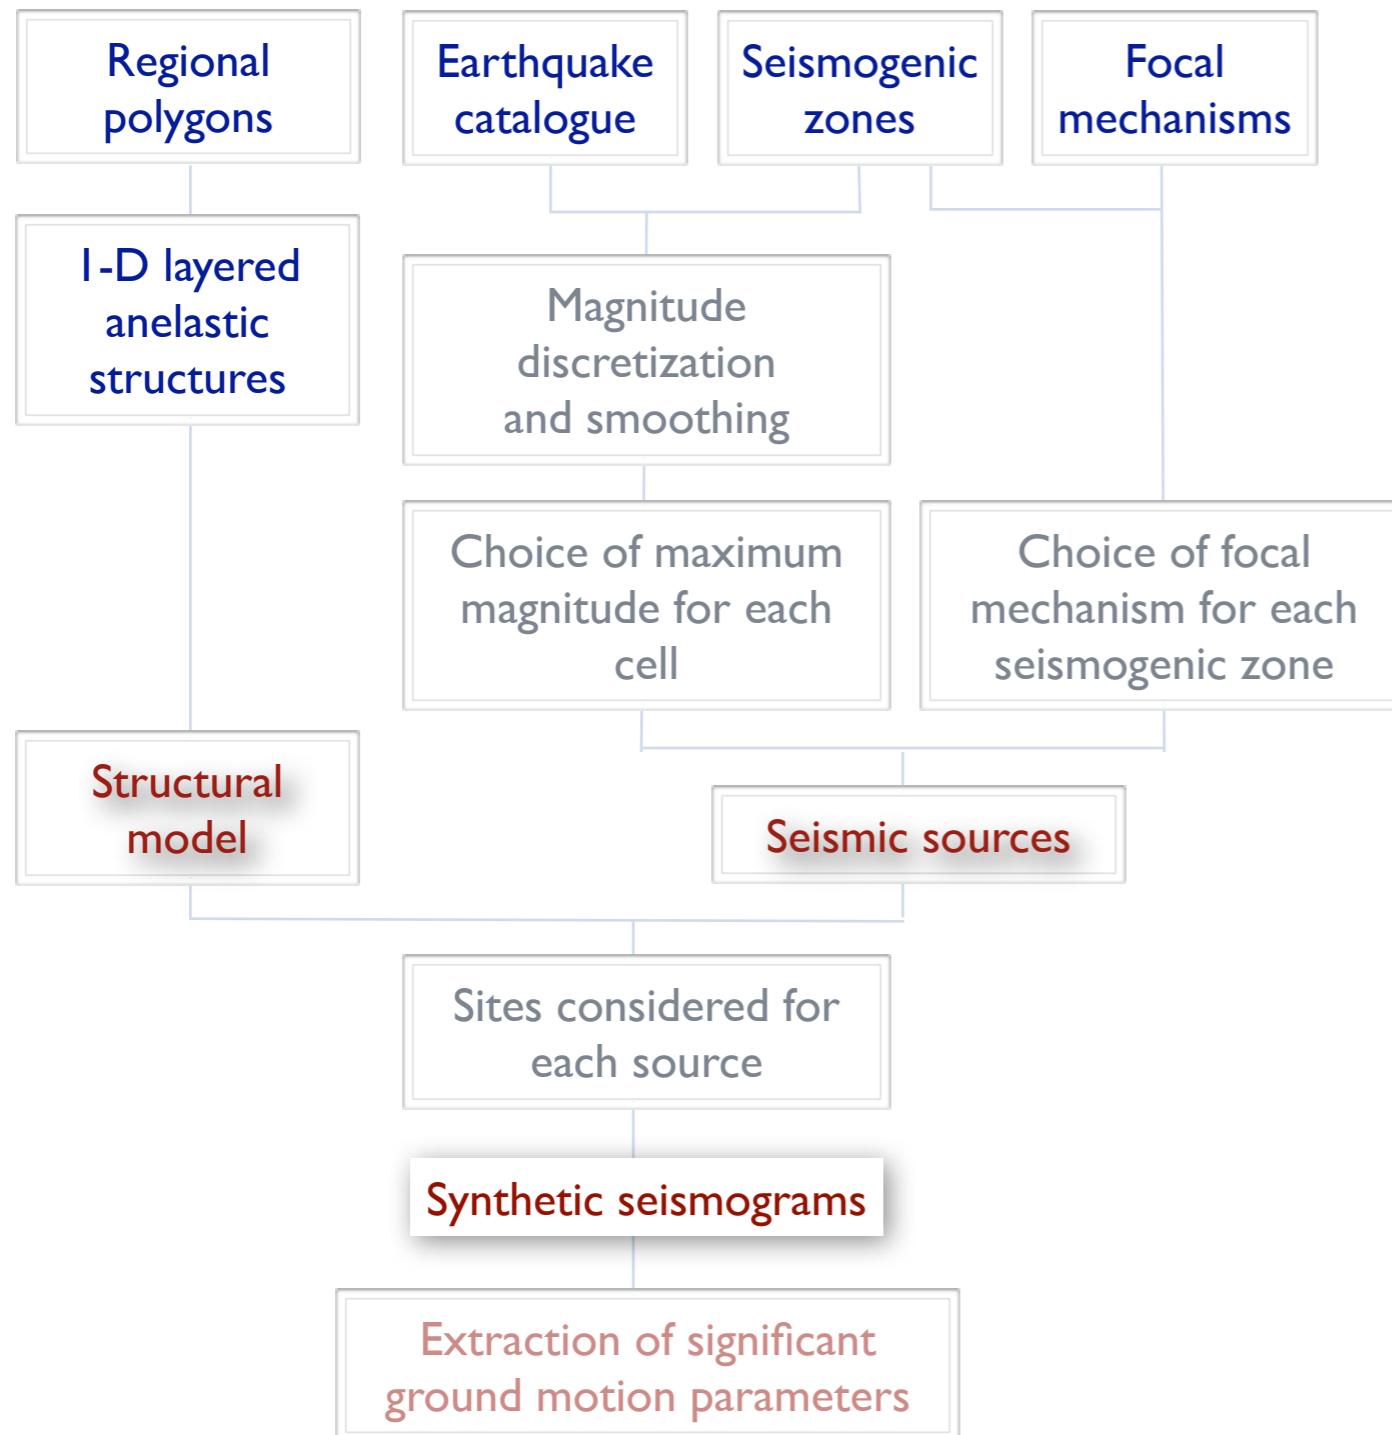 Regional
polygons
Earthquake
catalogue
Seismogenic
zones
Focal
mechanisms
1-D layered
anelastic
structures
Magnitude
discretization
and smoothing
Choice of maximum
magnitude for each
cell
Choice of focal
mechanism for each
seismogenic zone
Structural
model
Seismic sources
Sites considered for
each source
Synthetic seismograms
Extraction of significant
ground motion parameters